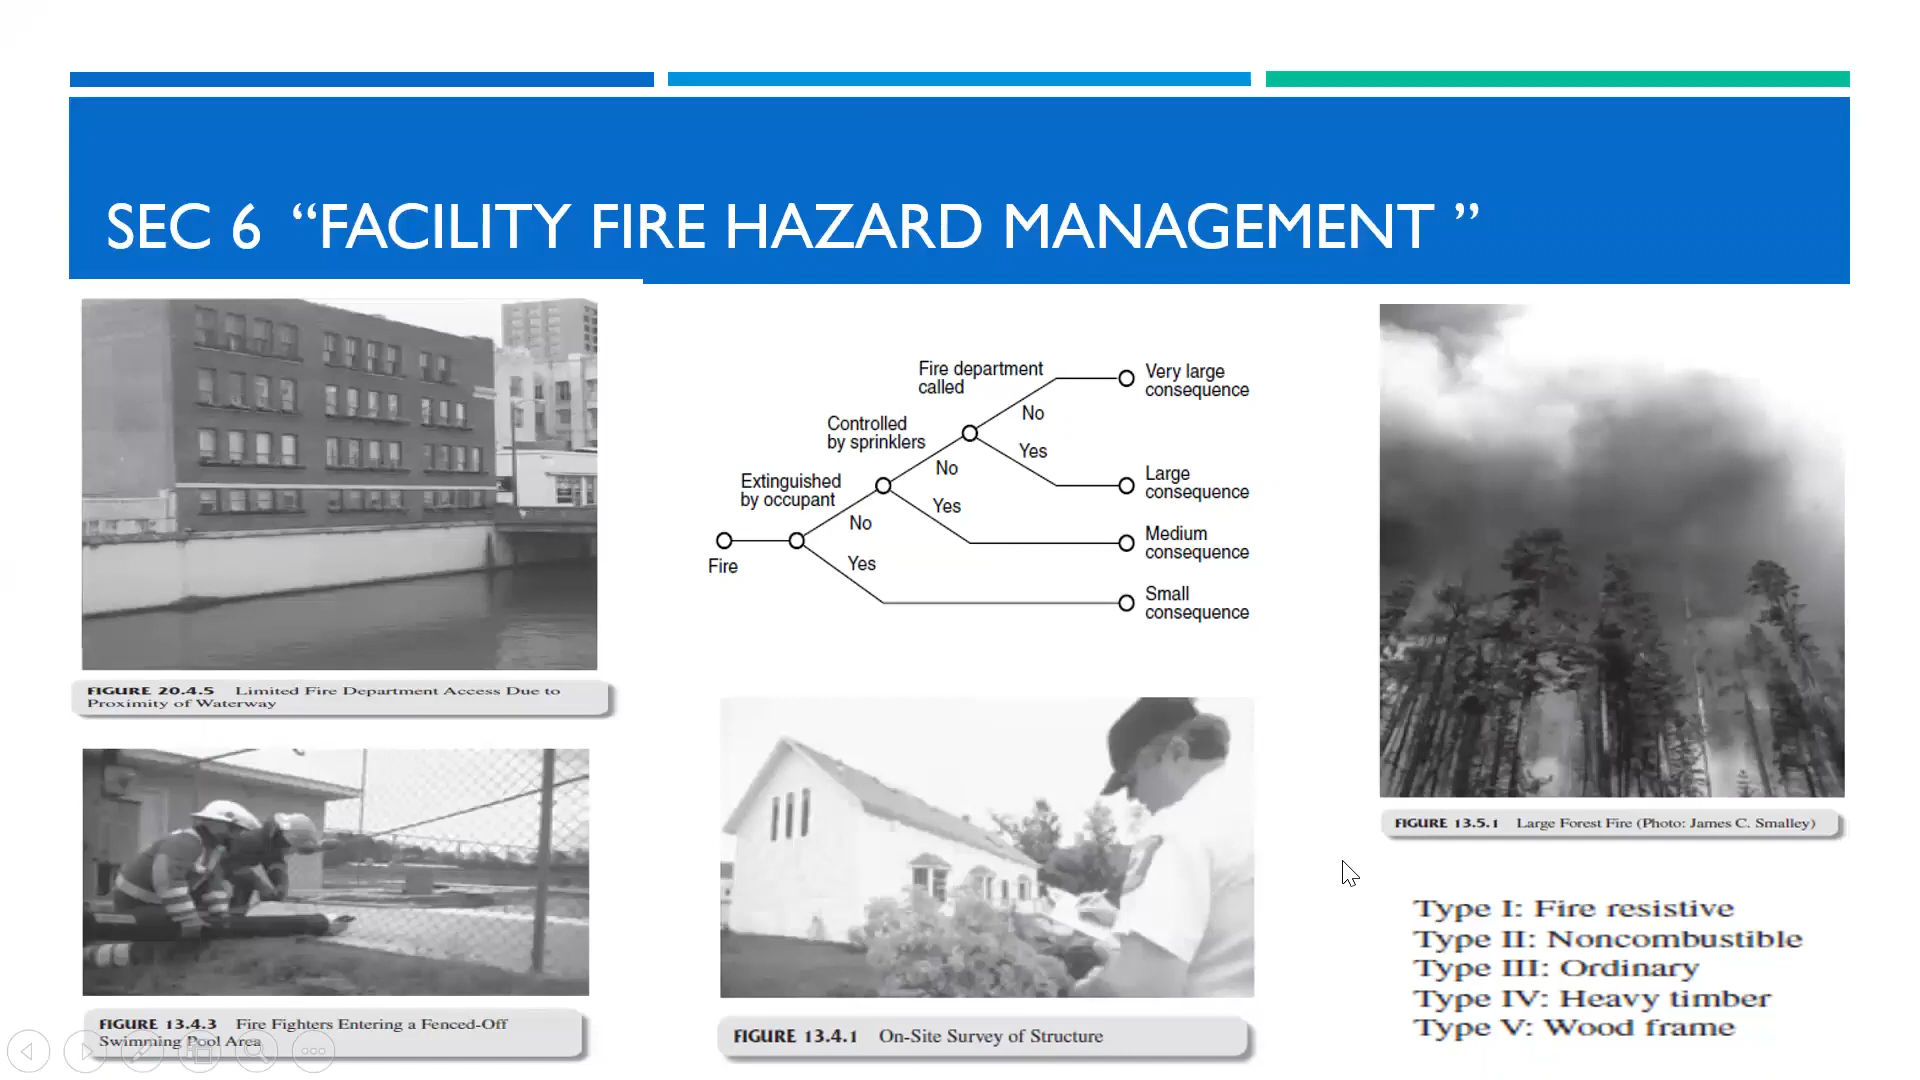 SEC 6 “FACILITY FIRE HAZARD MANAGEMENT ”
FIGURE 20.4.5 Limited Fire Department Access Due to
Proximity of Waterway
FIGURE 13.4.3 Fire Fighters Entering a Fenced-Off
Swimming Pool Area
Fire department
called
Very large
consequence
No
Controlled
by sprinklers
Yes
No
Large
consequence
Extinguished
by occupant
Yes
No
Medium
consequence
Fire
Yes
Small
consequence
FIGURE 13.4.1 On-Site Survey of Structure
FIGURE 13.5.1 Large Forest Fire (Photo: James C. Smalley)
Type I: Fire resistive
Type II: Noncombustible
Type III: Ordinary
Type IV: Heavy timber
Type V: Wood frame